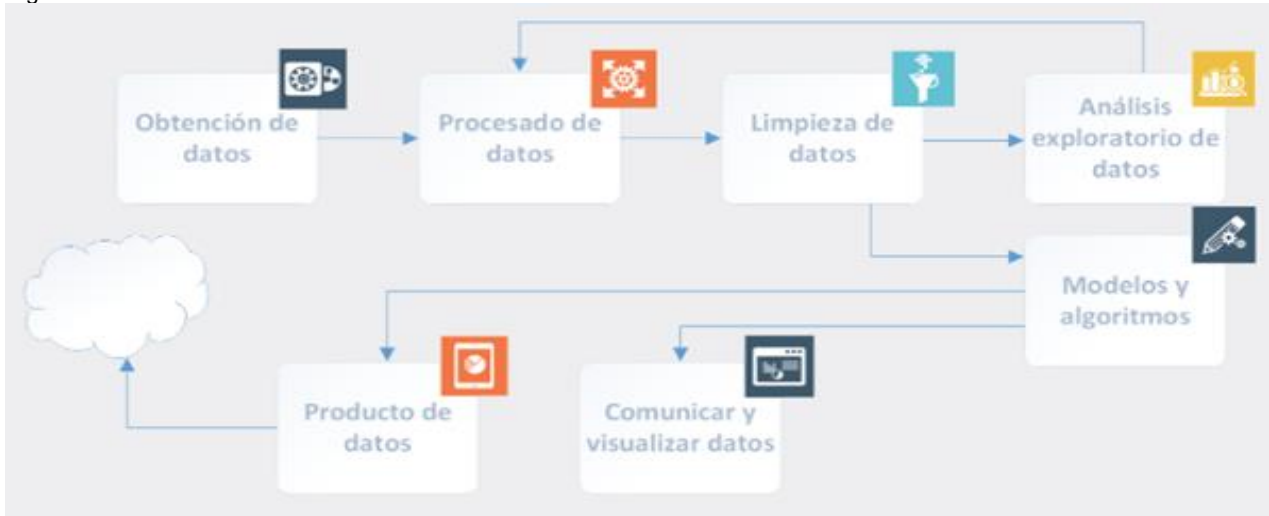 Obtención de
datos
Procesado de
datos
Limpieza de
datos
Análisis
exploratorio de
datos
Modelos y
algoritmos
Producto de
datos
Comunicar y
visualizar datos